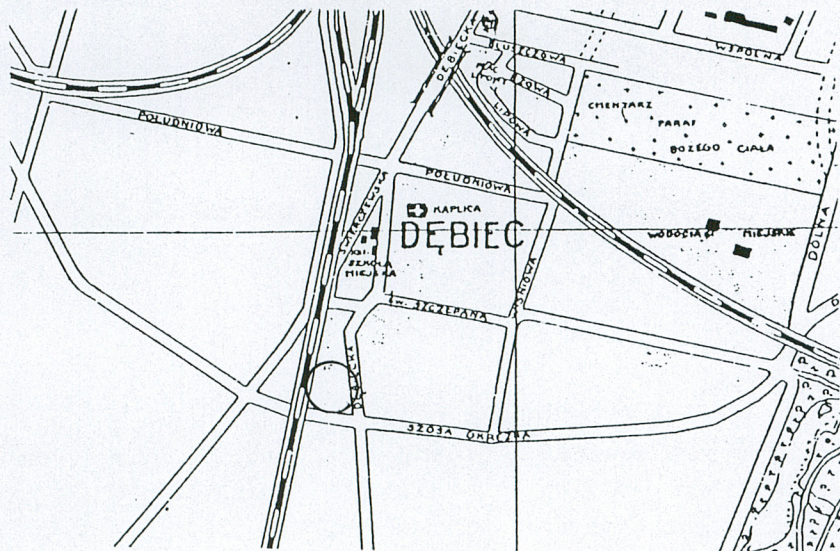 DĘBIECKA
BLUSZCZOWA
WSPÓLNA
LIPOWA
CMENTARZ
PARAF
BOŻEGO CIAŁA
POŁUDNIOWA
POŁUDNIOWA
KAPLICA
DĘBIEC
WODOCIĄGI MIEJSKIE
DOLNA
SZKOŁA
MIEJSKA
ŚW. SZCZEPANA
SZOSA OKRĘŻNA